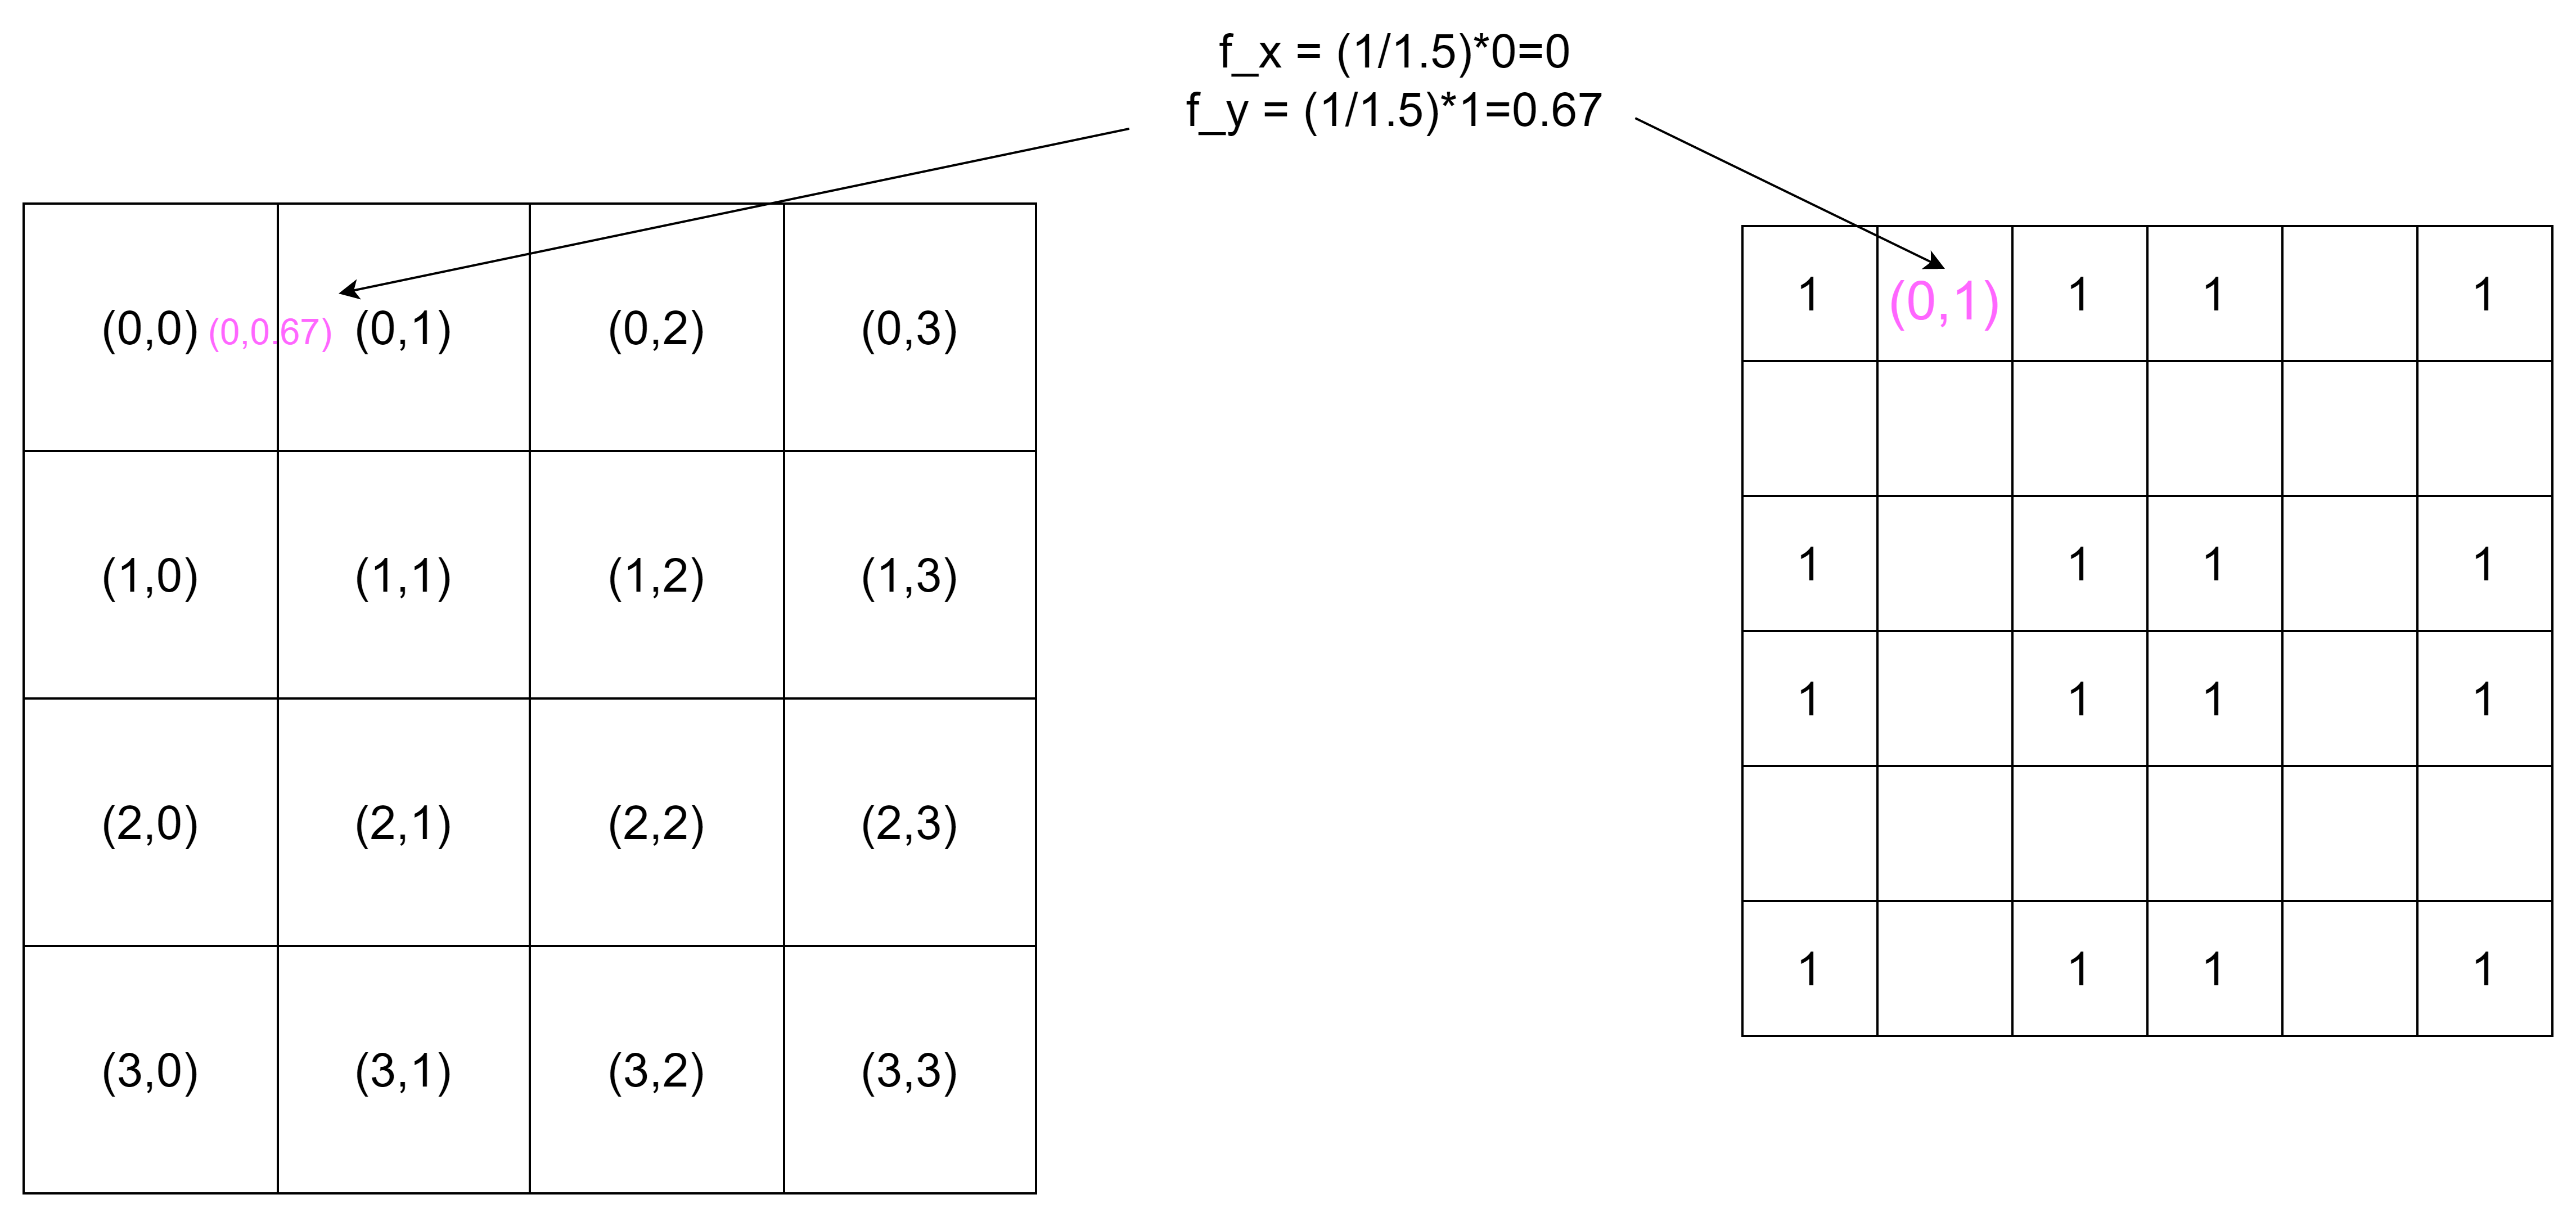 f_x = (1/1.5)*0=0
f_y = (1/1.5)*1=0.67
(0,0) (0,0.67) (0,1) (0,2) (0,3)
(1,0) (1,1) (1,2) (1,3)
(2,0) (2,1) (2,2) (2,3)
(3,0) (3,1) (3,2) (3,3)
1 (0,1) 1 1 1
1 1 1 1
1 1 1 1
1 1 1 1